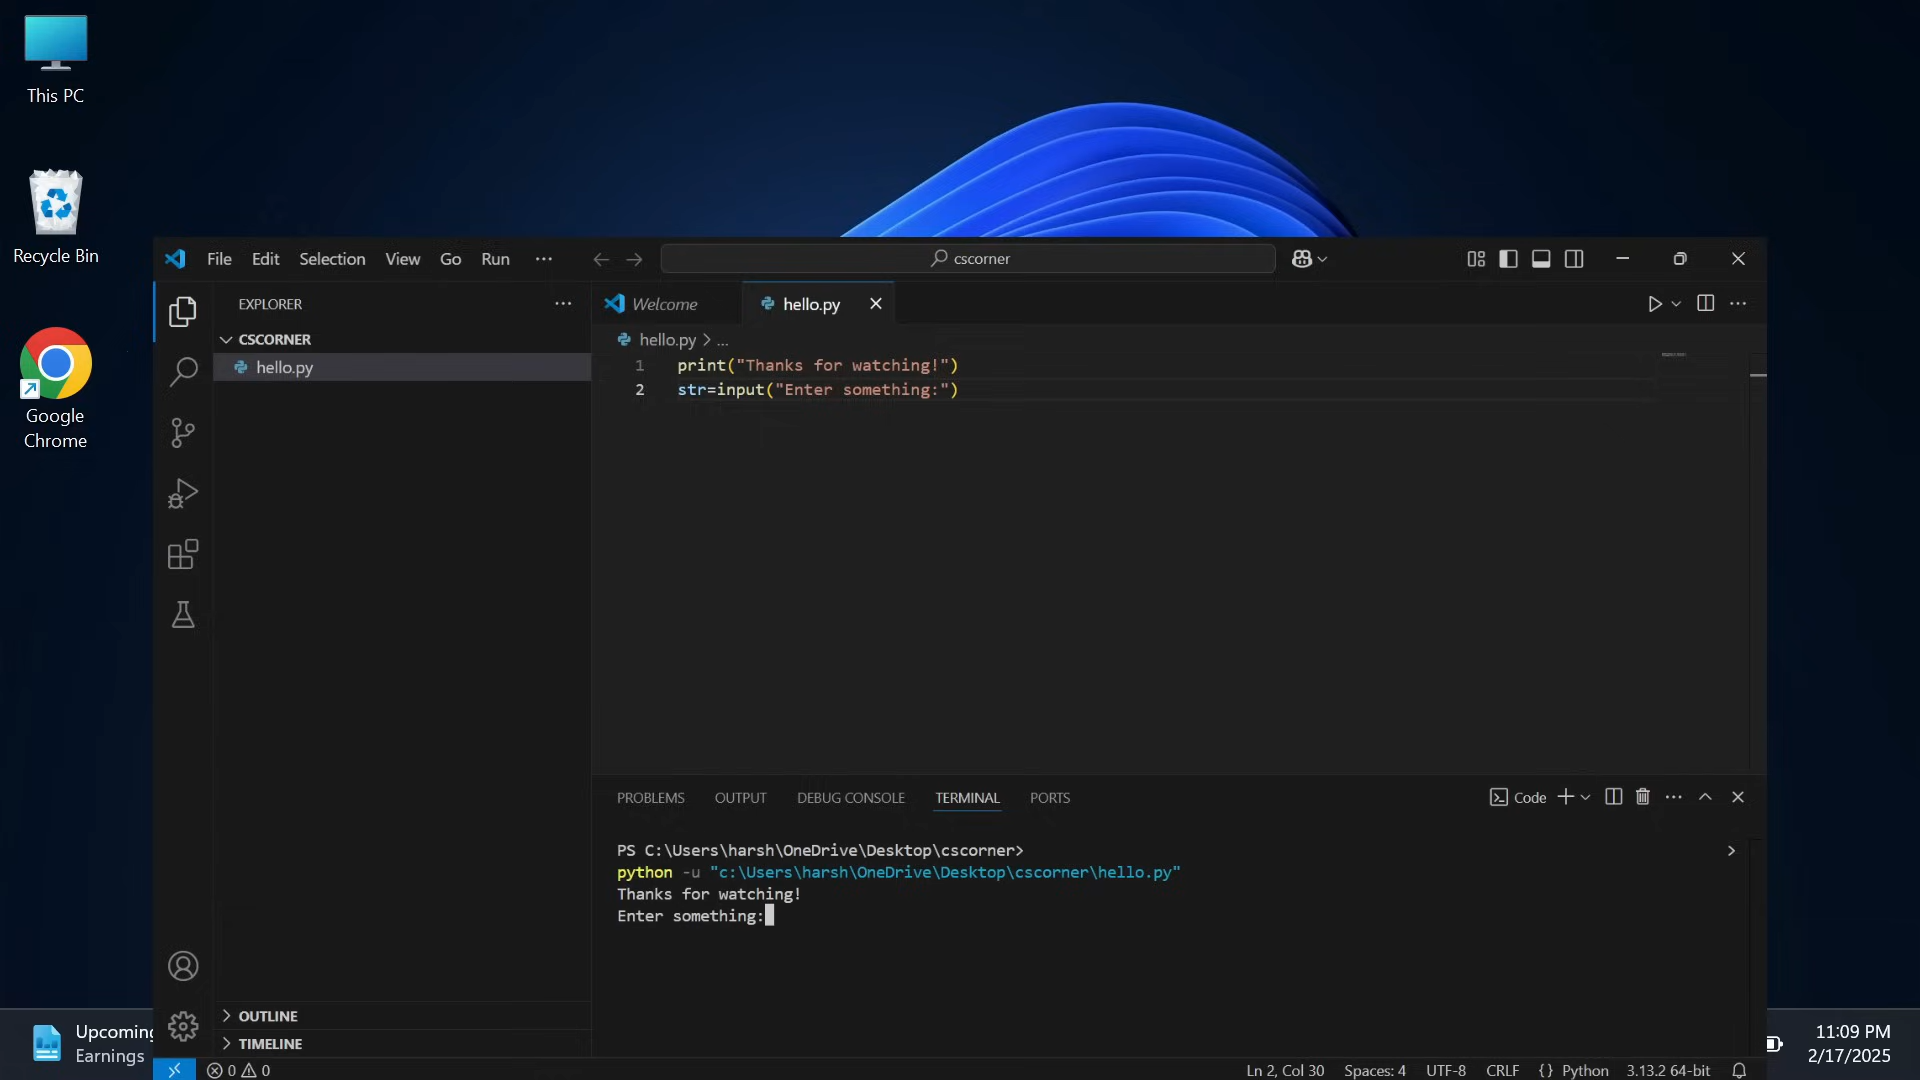 This PC
Recycle Bin
Google
Chrome
File Edit Selection View Go Run ··· cscorner
EXPLORER ···
CSCORNER
hello.py
Welcome hello.py
hello.py > ...
1 print("Thanks for watching!")
2 str=input("Enter something:")
PROBLEMS OUTPUT DEBUG CONSOLE TERMINAL PORTS Code
PS C:\Users\harsh\OneDrive\Desktop\cscorner>
python -u "c:\Users\harsh\OneDrive\Desktop\cscorner\hello.py"
Thanks for watching!
Enter something:
OUTLINE
TIMELINE
Upcoming
Earnings
0 0 Ln 2, Col 30 Spaces: 4 UTF-8 CRLF {} Python 3.13.2 64-bit
11:09 PM
2/17/2025